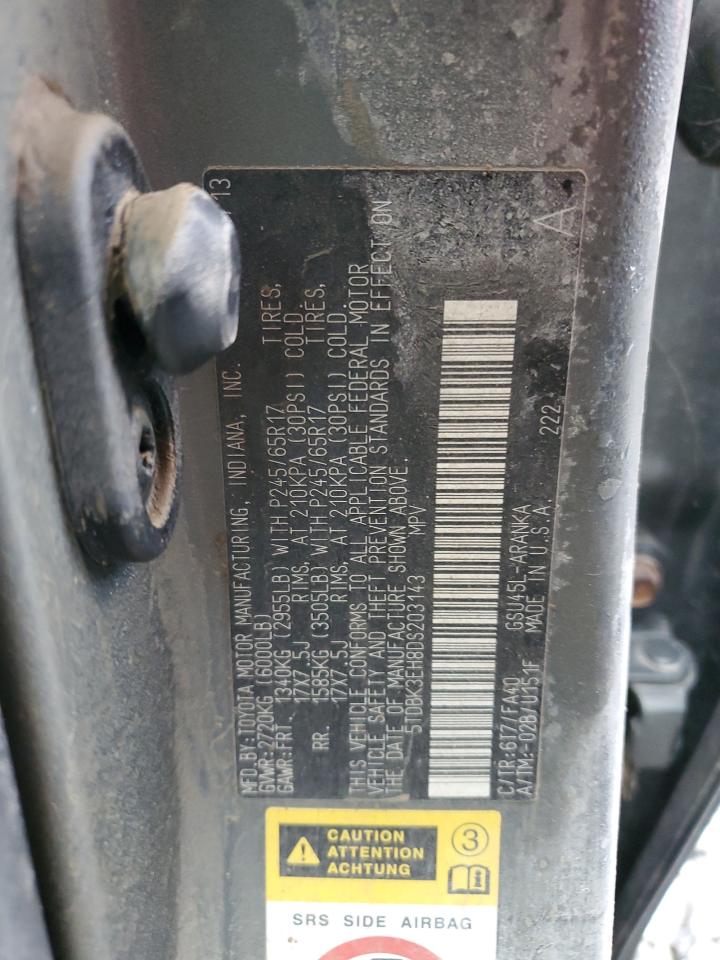 MFD.BY:TOYOTA MOTOR MANUFACTURING, INDIANA, INC. 13
GVWR:2720KG (6000LB)
GAWR:FRT. 1340KG (2955LB) WITH P245/65R17 TIRES,
17X7.5J RIMS, AT 210KPA (30PSI) COLD.
RR. 1585KG (3505LB) WITH P245/65R17 TIRES,
17X7.5J RIMS, AT 210KPA (30PSI) COLD.
THIS VEHICLE CONFORMS TO ALL APPLICABLE FEDERAL MOTOR
VEHICLE SAFETY AND THEFT PREVENTION STANDARDS IN EFFECT ON
THE DATE OF MANUFACTURE SHOWN ABOVE.
5TDBK3EH8DS203143 MPV
C/TR:617/FA40 GSU45L-ARANKA 222
A/TM:-02B/U151F MADE IN U.S.A.
A
CAUTION
ATTENTION
ACHTUNG
3
SRS SIDE AIRBAG